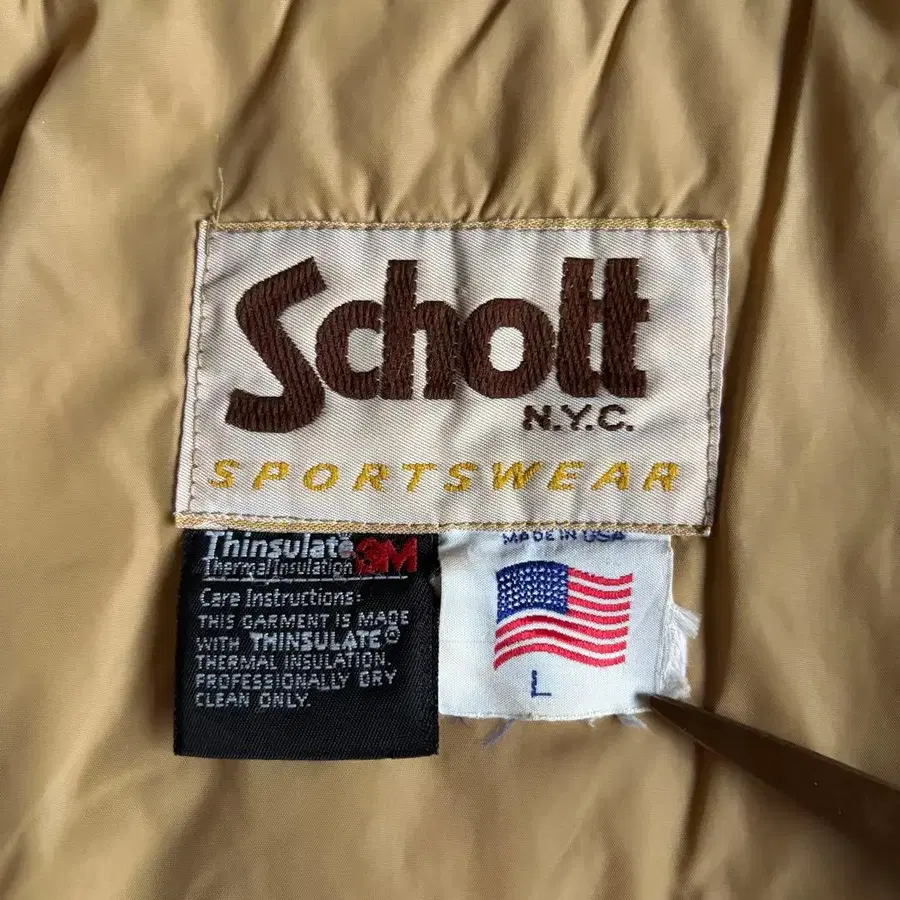 Schott
N.Y.C.
SPORTSWEAR
Thinsulate 3M
Thermal Insulation
Care Instructions:
THIS GARMENT IS MADE
WITH THINSULATE®
THERMAL INSULATION.
PROFESSIONALLY DRY
CLEAN ONLY.
MADE IN USA
L